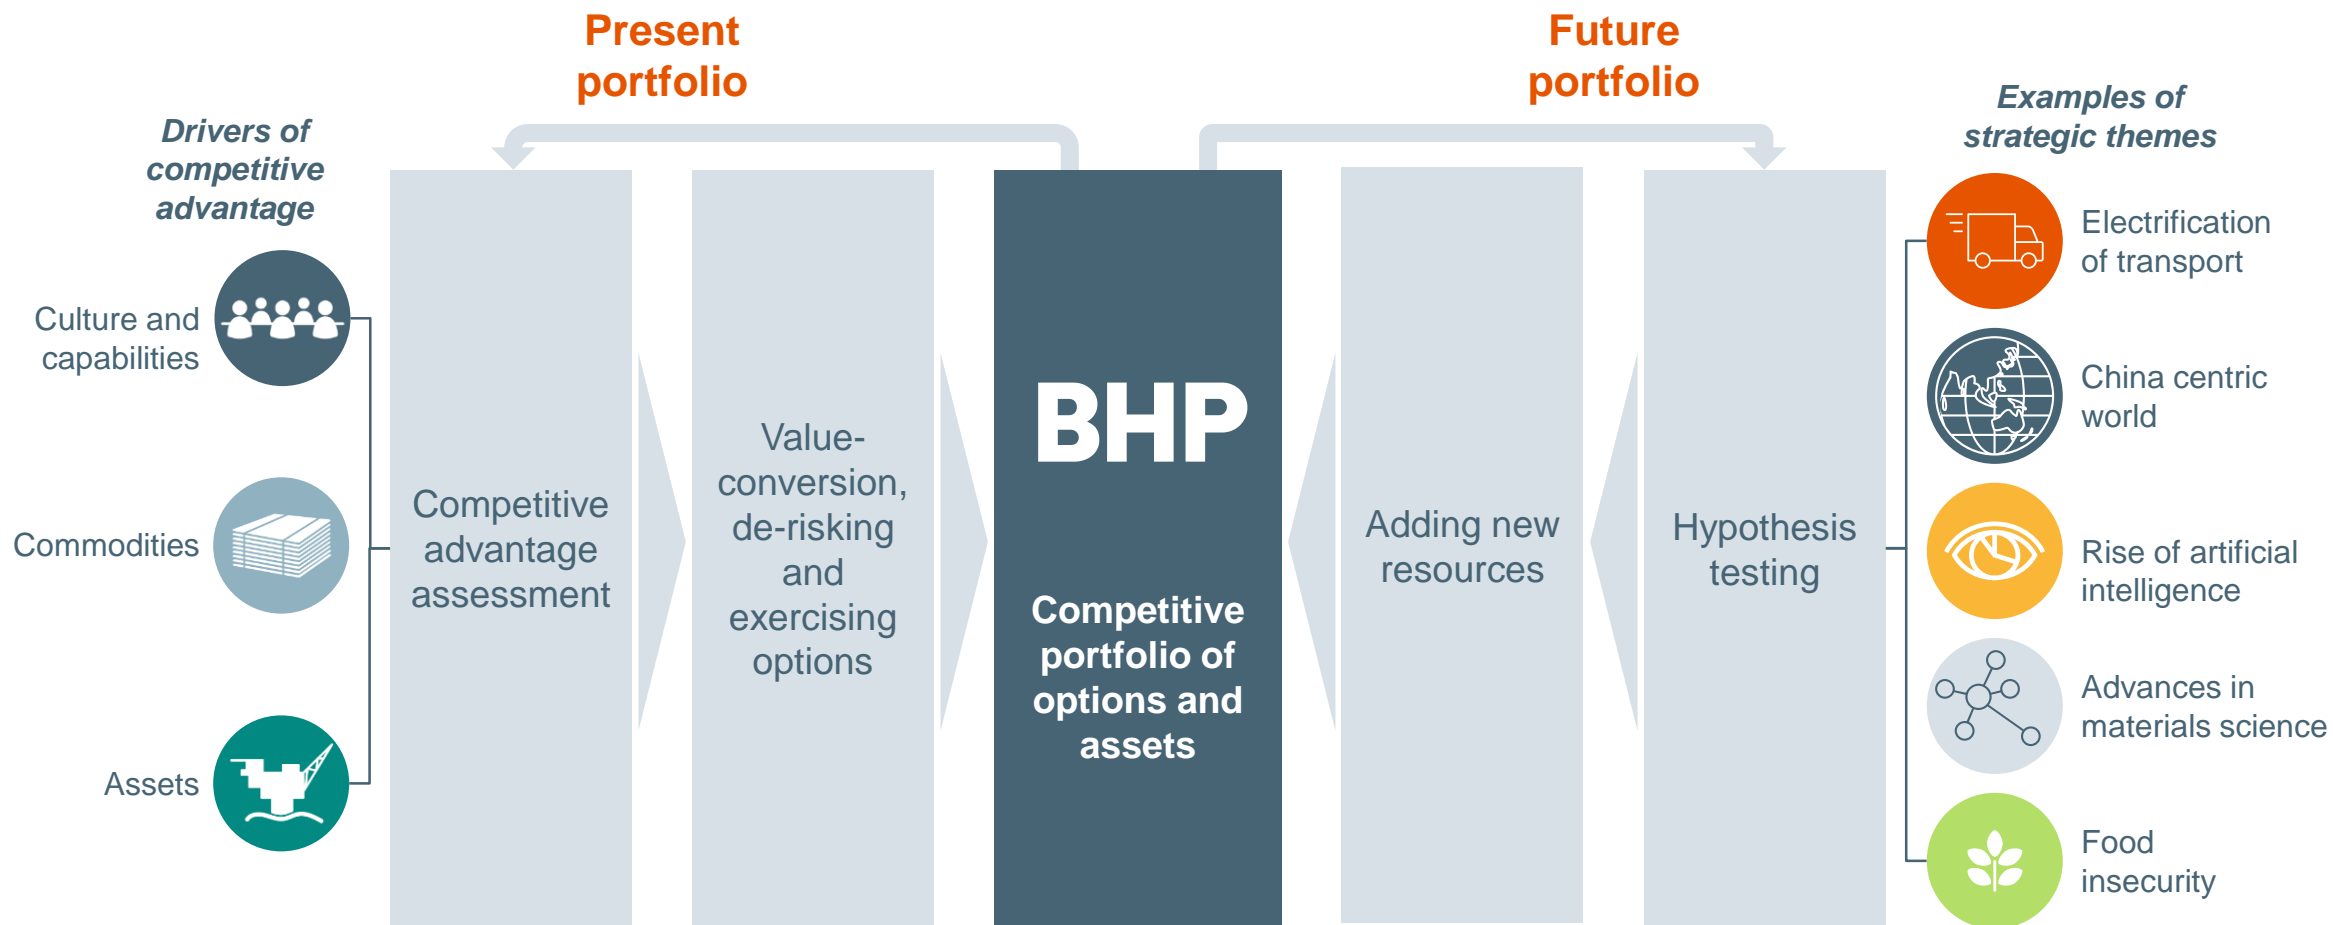 Present
portfolio
Future
portfolio
Drivers of
competitive
advantage
Culture and
capabilities
Commodities
Assets
Competitive
advantage
assessment
Value-
conversion,
de-risking
and
exercising
options
BHP
Competitive
portfolio of
options and
assets
Adding new
resources
Hypothesis
testing
Examples of
strategic themes
Electrification
of transport
China centric
world
Rise of artificial
intelligence
Advances in
materials science
Food
insecurity